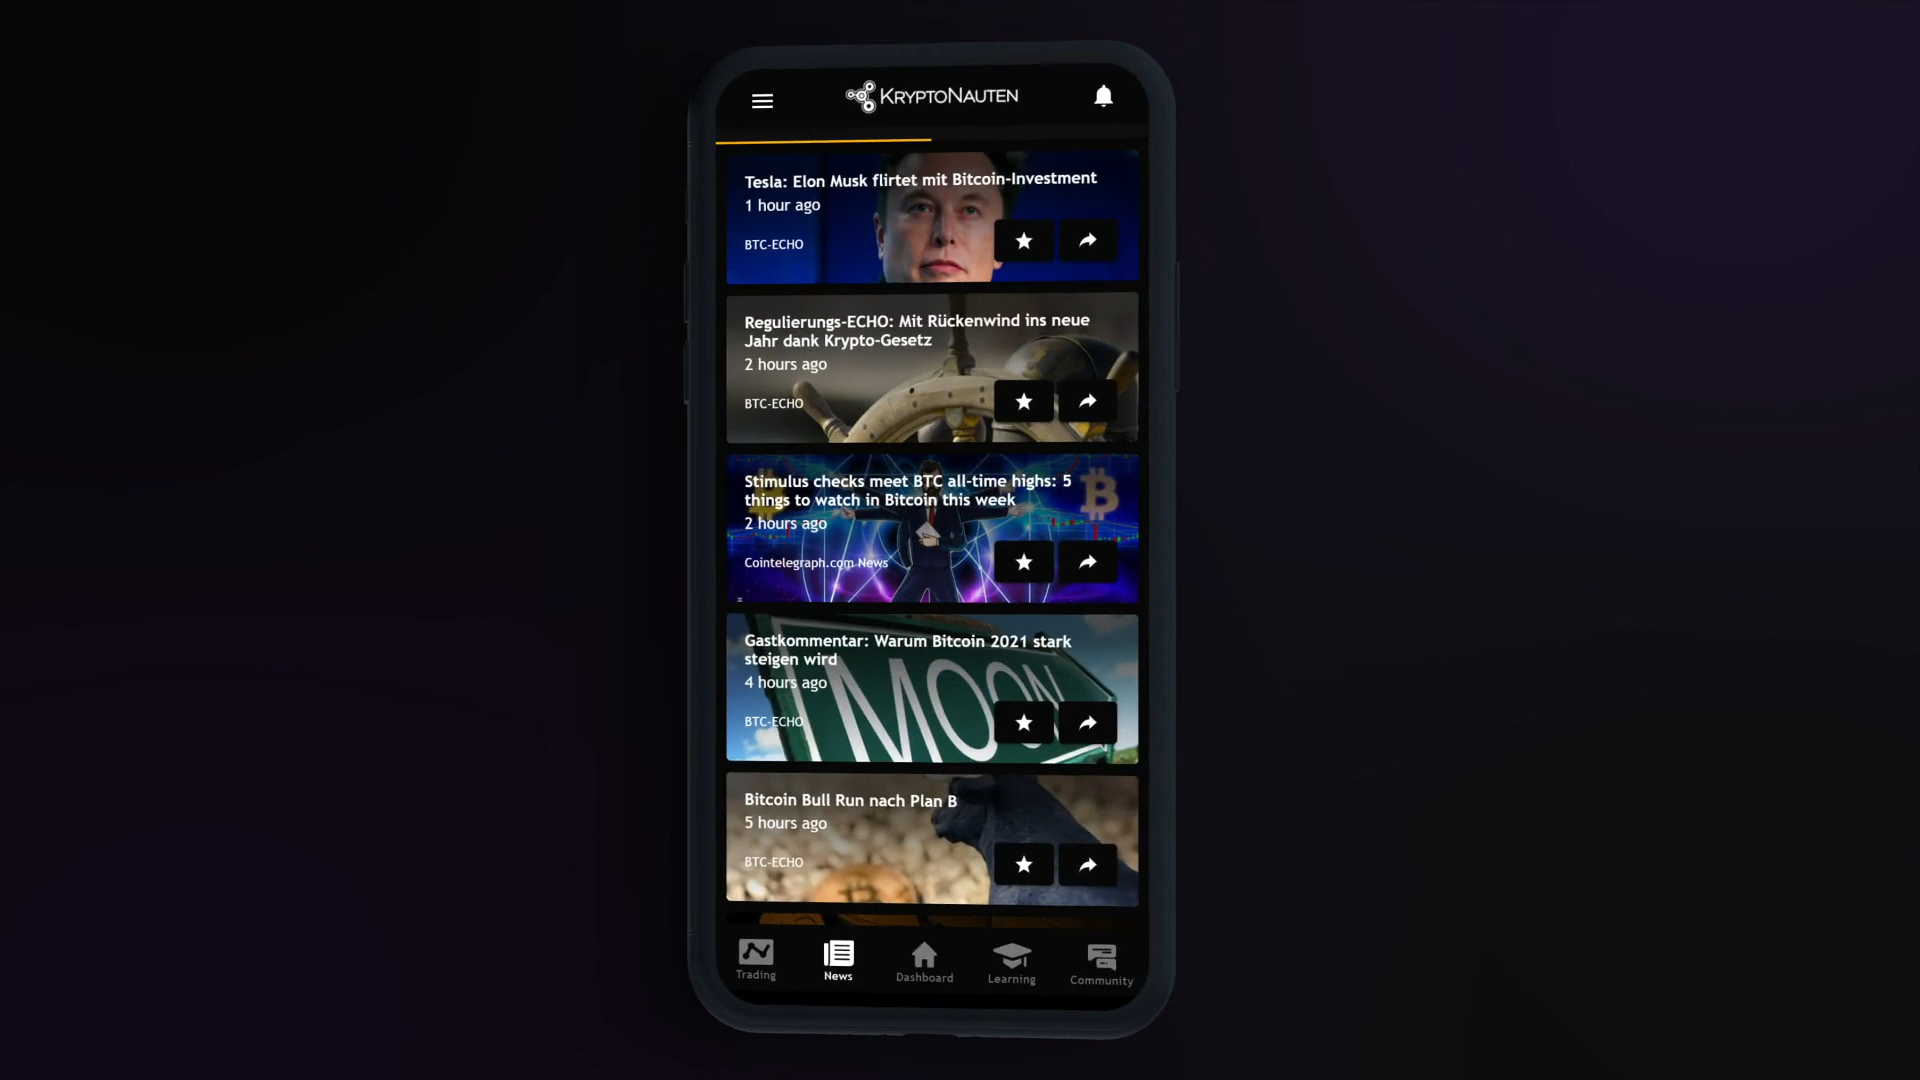 KRYPTONAUTEN
Tesla: Elon Musk flirtet mit Bitcoin-Investment
1 hour ago
BTC-ECHO
Regulierungs-ECHO: Mit Rückenwind ins neue
Jahr dank Krypto-Gesetz
2 hours ago
BTC-ECHO
Stimulus checks meet BTC all-time highs: 5
things to watch in Bitcoin this week
2 hours ago
Cointelegraph.com News
Gastkommentar: Warum Bitcoin 2021 stark
steigen wird
4 hours ago
MOON
BTC-ECHO
Bitcoin Bull Run nach Plan B
5 hours ago
BTC-ECHO
Trading
News
Dashboard
Learning
Community